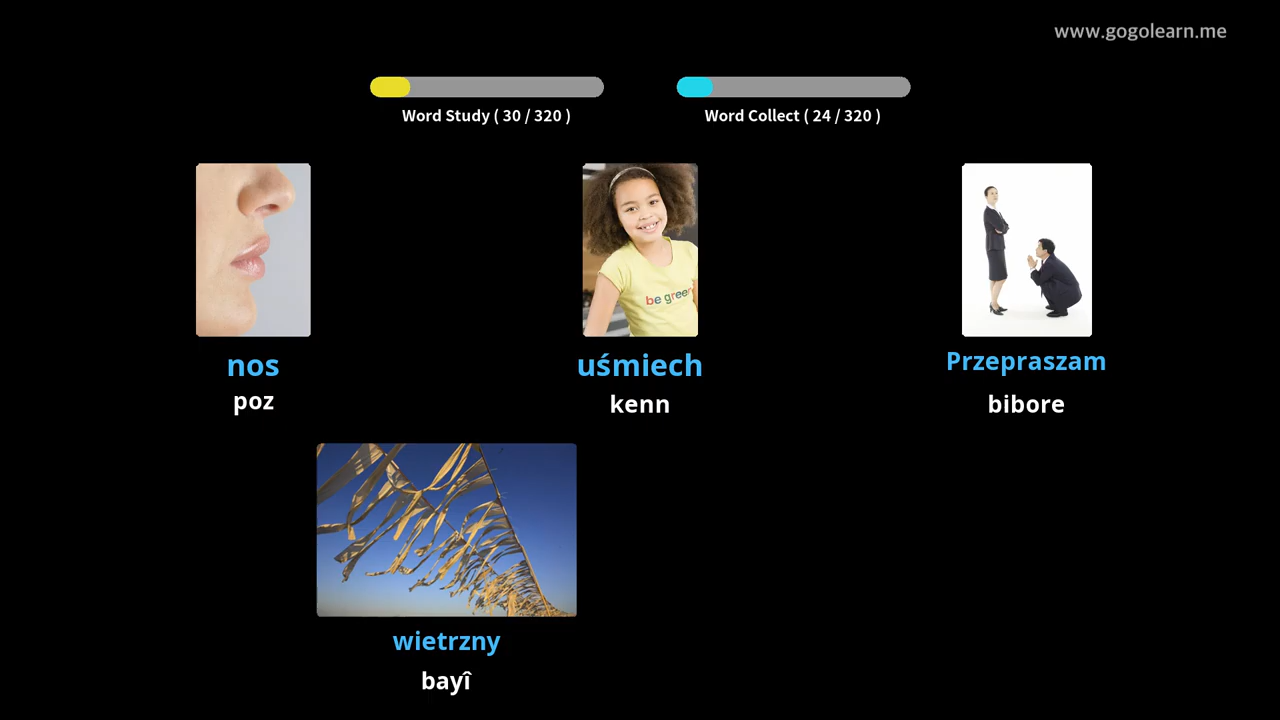 www.gogolearn.me
Word Study ( 30 / 320 )
Word Collect ( 24 / 320 )
be green
nos
uśmiech
Przepraszam
poz
kenn
bibore
wietrzny
bayî